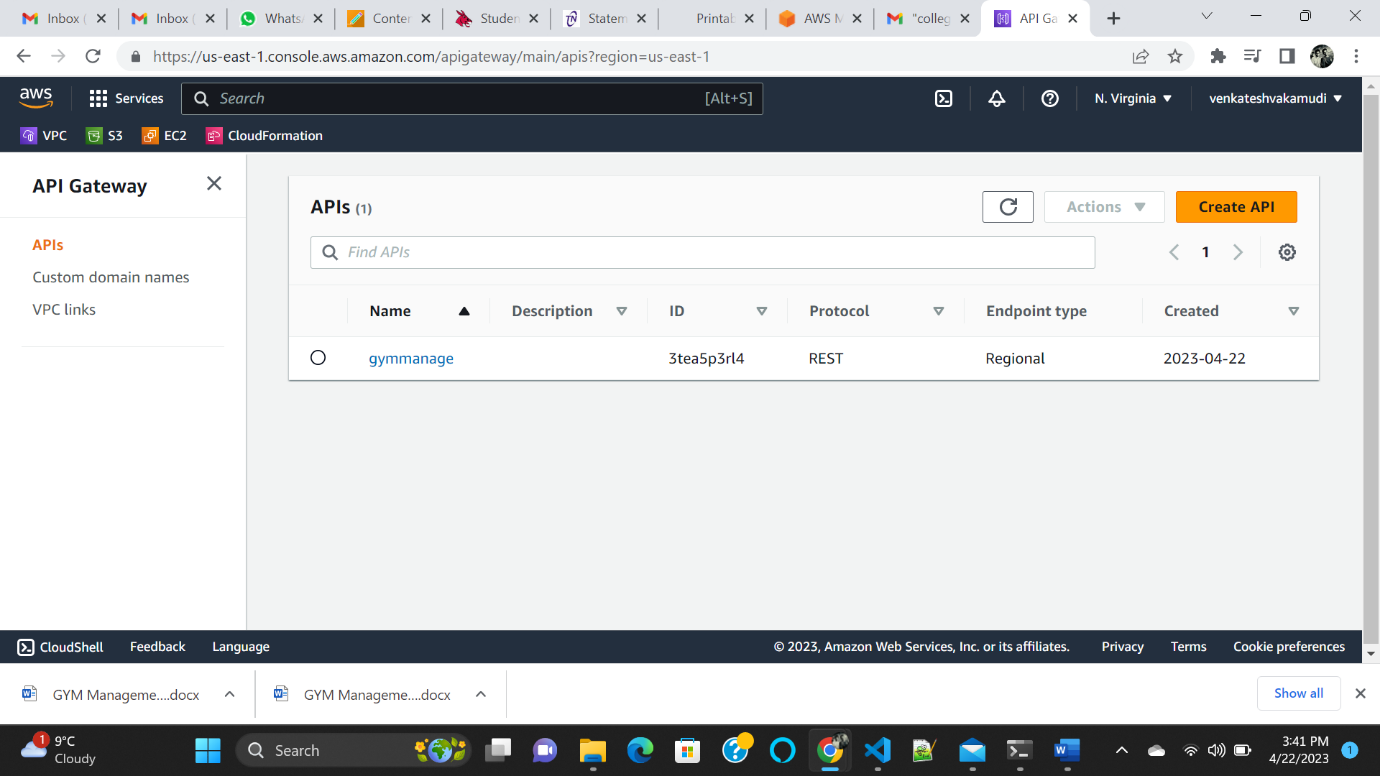 Inbox (
Inbox (
Whats
Conter
Studen
Statem
Printab
AWS M
"colleg
API Ga
https://us-east-1.console.aws.amazon.com/apigateway/main/apis?region=us-east-1
aws
Services
Search
[Alt+S]
N. Virginia
venkateshvakamudi
VPC
S3
EC2
CloudFormation
API Gateway
APIs
Custom domain names
VPC links
APIs (1)
Actions
Create API
Find APIs
1
Name
Description
ID
Protocol
Endpoint type
Created
gymmanage
3tea5p3rl4
REST
Regional
2023-04-22
CloudShell
Feedback
Language
© 2023, Amazon Web Services, Inc. or its affiliates.
Privacy
Terms
Cookie preferences
GYM Manageme....docx
GYM Manageme....docx
Show all
1
9°C
Cloudy
Search
3:41 PM
4/22/2023
1